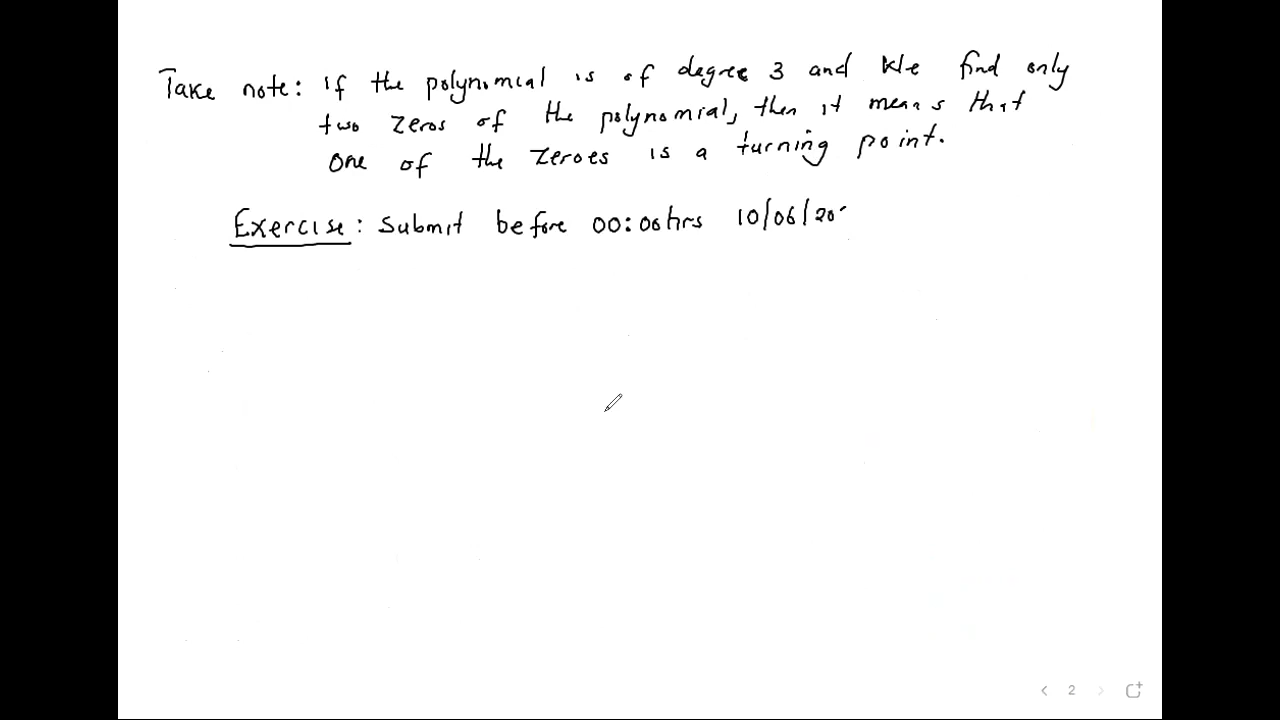 Take note: if the polynomial is of degree 3 and we find only
two zeros of the polynomial, then it means that
one of the zeroes is a turning point.
Exercise: Submit before 00:00hrs 10/06/20
2